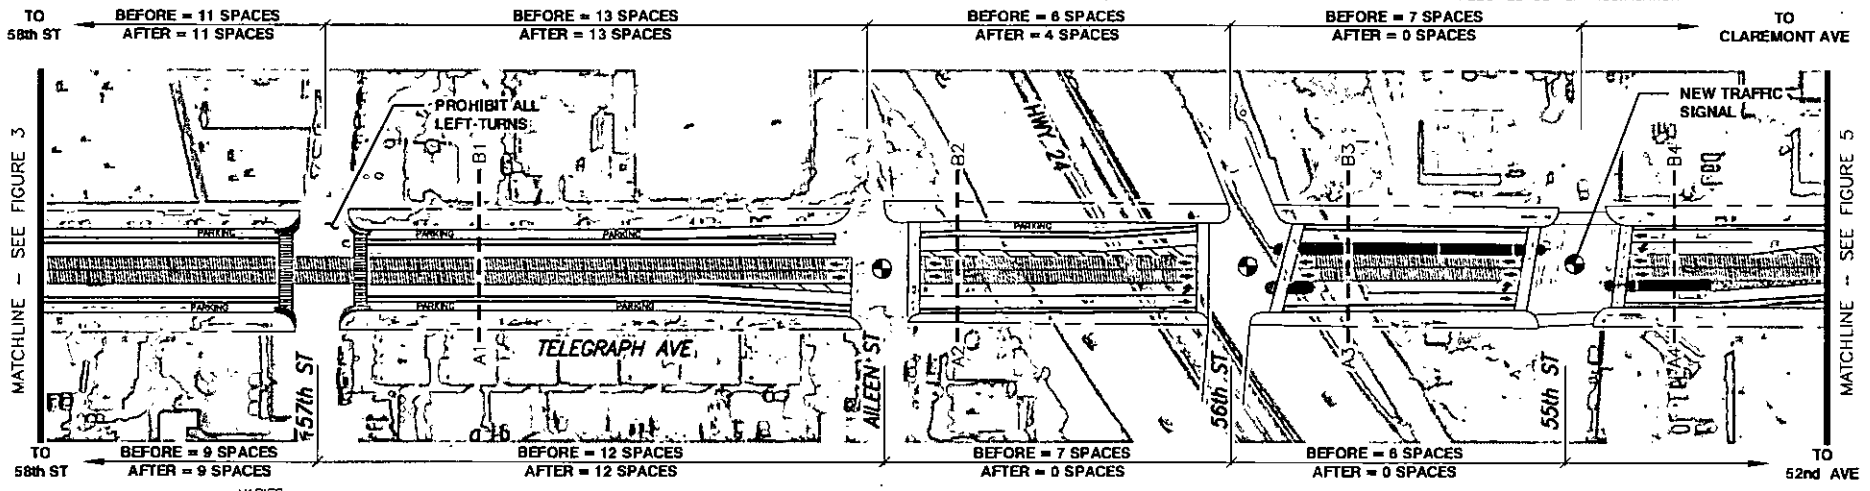 TO
58th ST
BEFORE = 11 SPACES
AFTER = 11 SPACES
BEFORE = 13 SPACES
AFTER = 13 SPACES
BEFORE = 6 SPACES
AFTER = 4 SPACES
BEFORE = 7 SPACES
AFTER = 0 SPACES
TO
CLAREMONT AVE
MATCHLINE -- SEE FIGURE 3
PROHIBIT ALL
LEFT-TURNS
B1
B2
HWY 24
B3
NEW TRAFFIC
SIGNAL
B4
MATCHLINE -- SEE FIGURE 5
PARKING
PARKING
PARKING
PARKING
PARKING
PARKING
PARKING
TELEGRAPH AVE
A1
A2
A3
A4
57th ST
AILEEN ST
56th ST
55th ST
TO
58th ST
BEFORE = 9 SPACES
AFTER = 9 SPACES
BEFORE = 12 SPACES
AFTER = 12 SPACES
BEFORE = 7 SPACES
AFTER = 0 SPACES
BEFORE = 6 SPACES
AFTER = 0 SPACES
TO
52nd AVE